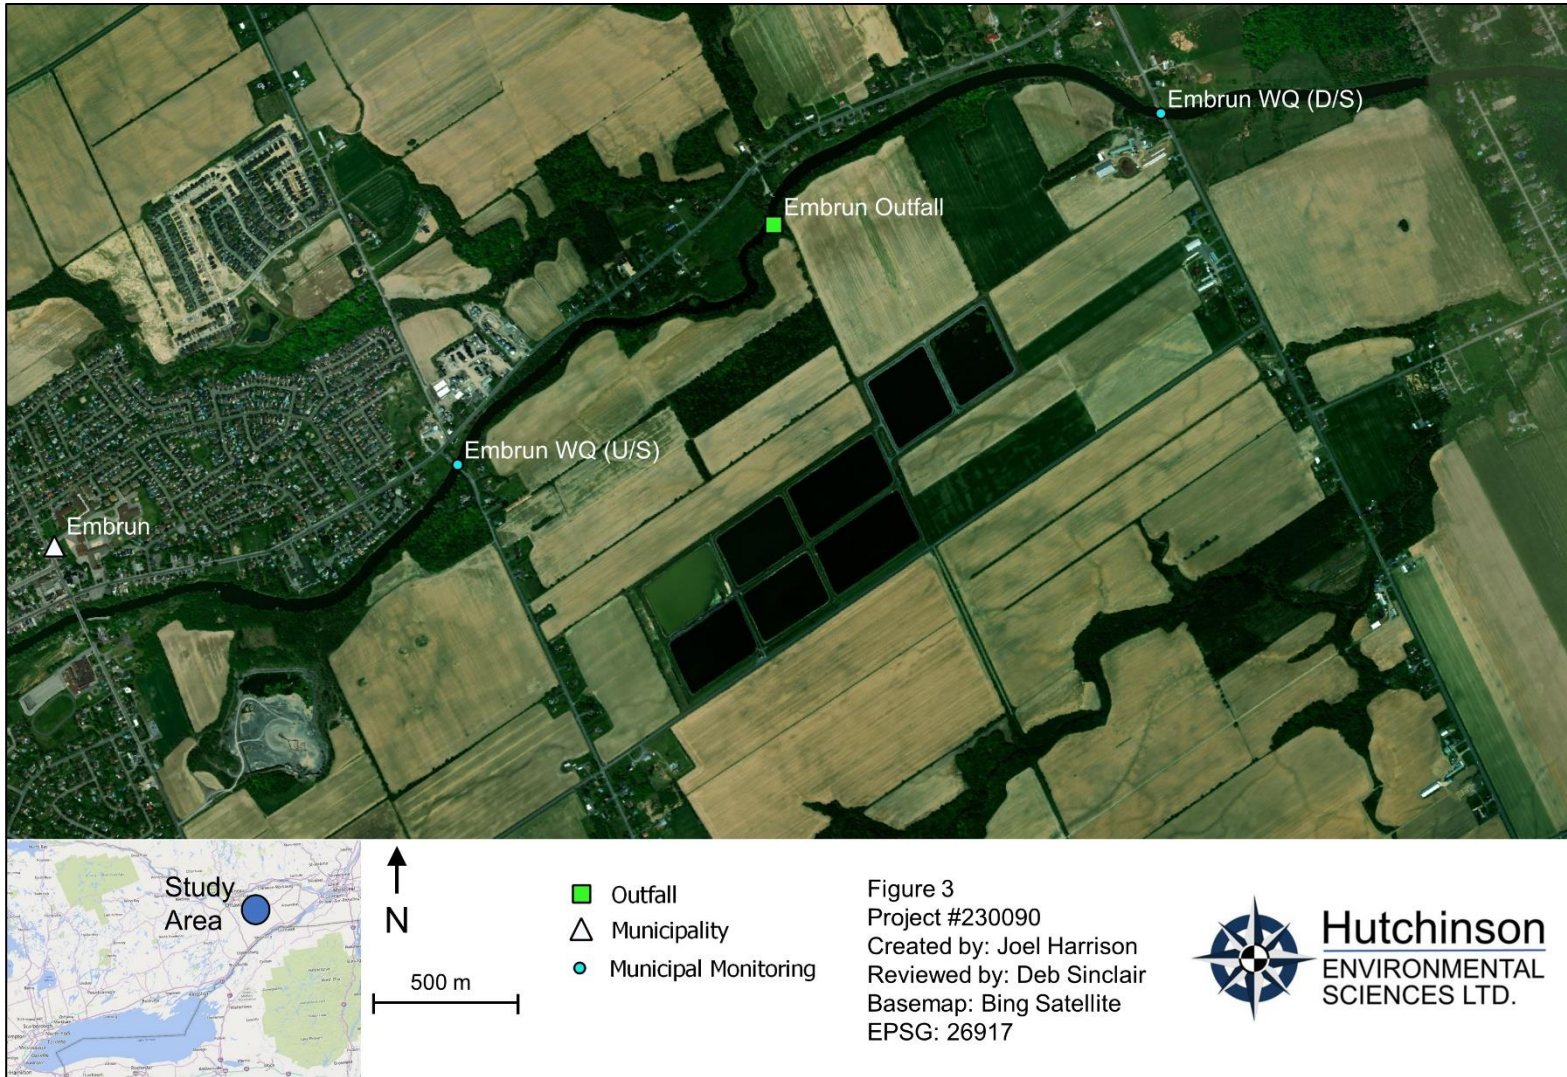 Embrun WQ (D/S)
Embrun Outfall
Embrun WQ (U/S)
Embrun
Study
Area
N
500 m
Outfall
Municipality
Municipal Monitoring
Figure 3
Project #230090
Created by: Joel Harrison
Reviewed by: Deb Sinclair
Basemap: Bing Satellite
EPSG: 26917
Hutchinson
ENVIRONMENTAL
SCIENCES LTD.